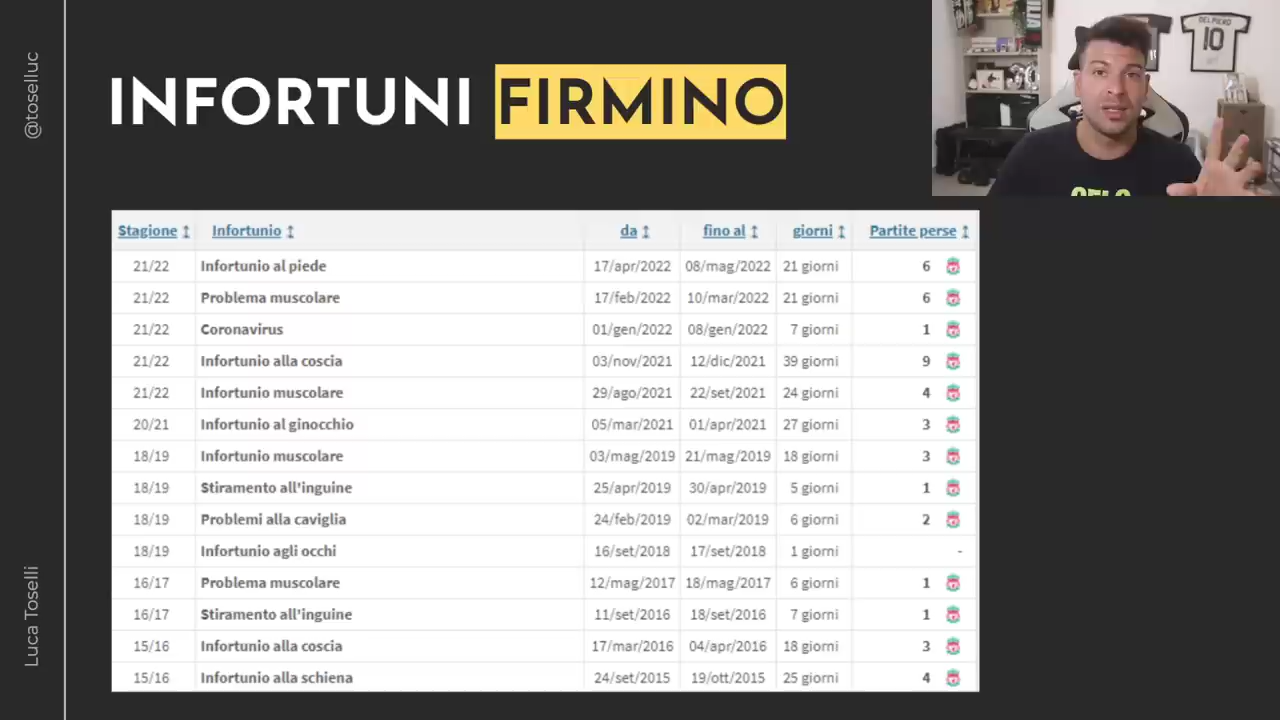 @toselluc
Luca Toselli
INFORTUNI FIRMINO
DEL PIERO
10
Stagione Infortunio da fino al giorni Partite perse
21/22 Infortunio al piede 17/apr/2022 08/mag/2022 21 giorni 6
21/22 Problema muscolare 17/feb/2022 10/mar/2022 21 giorni 6
21/22 Coronavirus 01/gen/2022 08/gen/2022 7 giorni 1
21/22 Infortunio alla coscia 03/nov/2021 12/dic/2021 39 giorni 9
21/22 Infortunio muscolare 29/ago/2021 22/set/2021 24 giorni 4
20/21 Infortunio al ginocchio 05/mar/2021 01/apr/2021 27 giorni 3
18/19 Infortunio muscolare 03/mag/2019 21/mag/2019 18 giorni 3
18/19 Stiramento all'inguine 25/apr/2019 30/apr/2019 5 giorni 1
18/19 Problemi alla caviglia 24/feb/2019 02/mar/2019 6 giorni 2
18/19 Infortunio agli occhi 16/set/2018 17/set/2018 1 giorni -
16/17 Problema muscolare 12/mag/2017 18/mag/2017 6 giorni 1
16/17 Stiramento all'inguine 11/set/2016 18/set/2016 7 giorni 1
15/16 Infortunio alla coscia 17/mar/2016 04/apr/2016 18 giorni 3
15/16 Infortunio alla schiena 24/set/2015 19/ott/2015 25 giorni 4